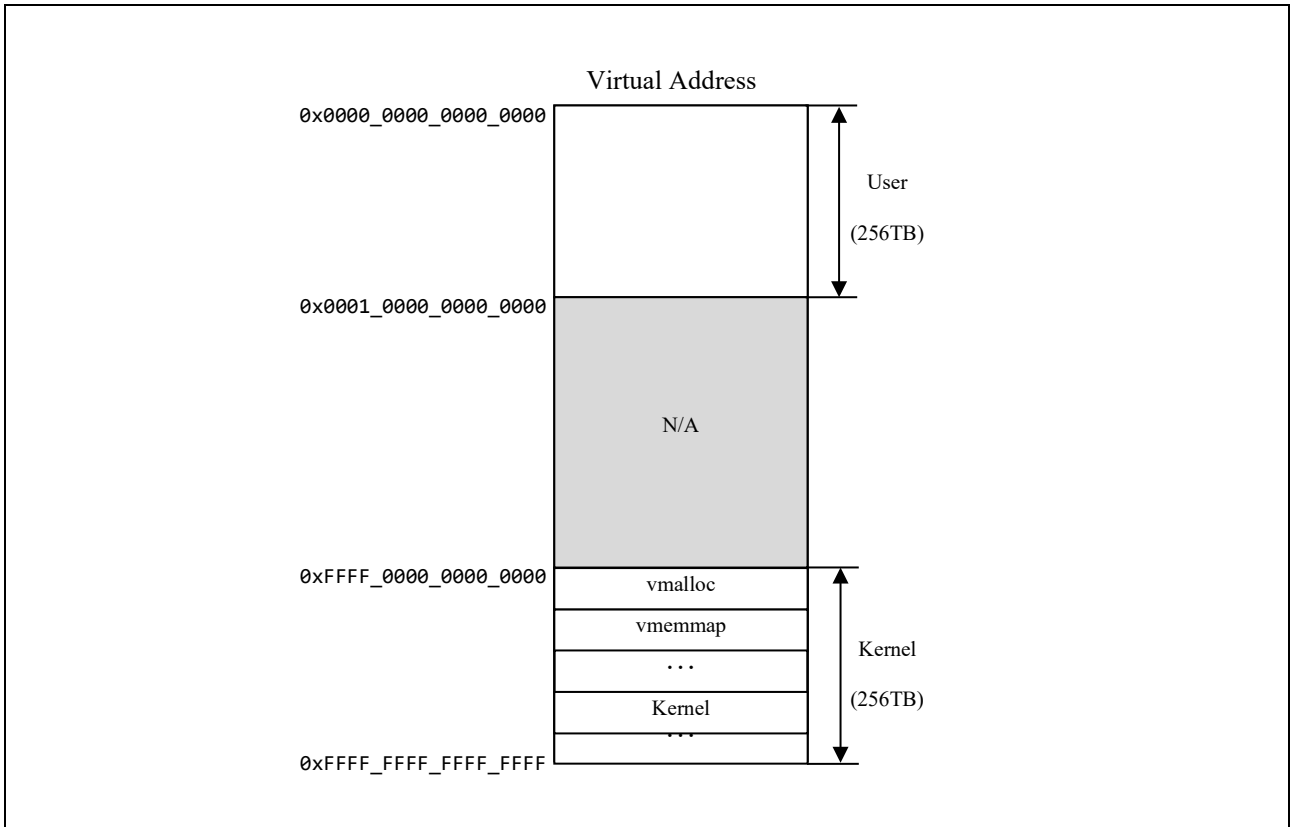 Virtual Address
0x0000_0000_0000_0000
User
(256TB)
0x0001_0000_0000_0000
N/A
0xFFFF_0000_0000_0000
vmalloc
vmemmap
...
Kernel
(256TB)
Kernel
...
0xFFFF_FFFF_FFFF_FFFF